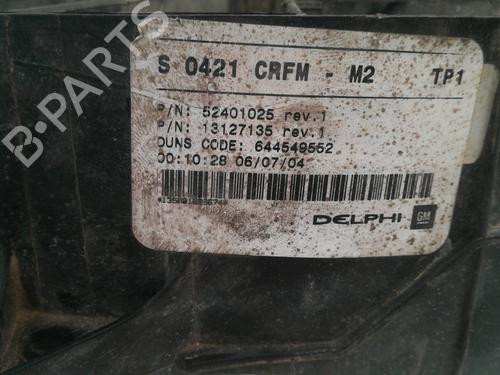 S 0421 CRFM - M2 TP1
P/N: 52401025 rev.1
P/N: 13127135 rev.1
DUNS CODE: 644549552
00:10:28 06/07/04
DELPHI GM